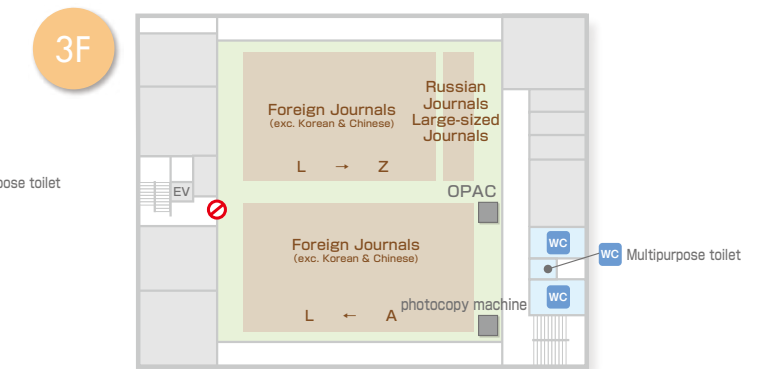 3F
Foreign Journals
(exc. Korean & Chinese)
L → Z
Russian
Journals
Large-sized
Journals
pose toilet
EV
OPAC
Foreign Journals
(exc. Korean & Chinese)
L ← A
photocopy machine
WC
WC
WC Multipurpose toilet